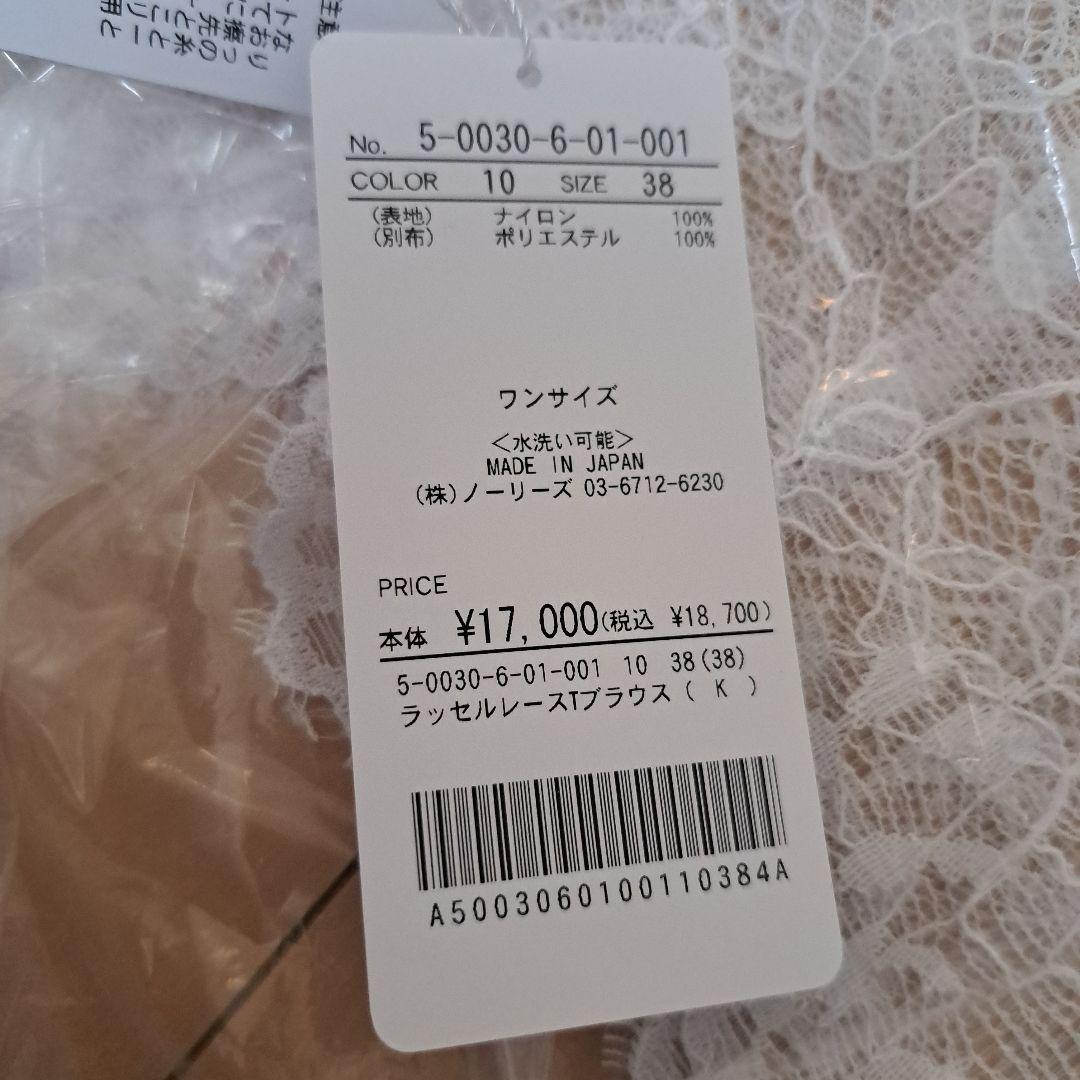 No. 5-0030-6-01-001
COLOR 10 SIZE 38
(表地) ナイロン 100%
(別布) ポリエステル 100%
ワンサイズ
<水洗い可能>
MADE IN JAPAN
(株)ノーリーズ 03-6712-6230
PRICE
本体 ¥17,000(税込 ¥18,700)
5-0030-6-01-001 10 38(38)
ラッセルレースTブラウス( K )
A5003060100110384A